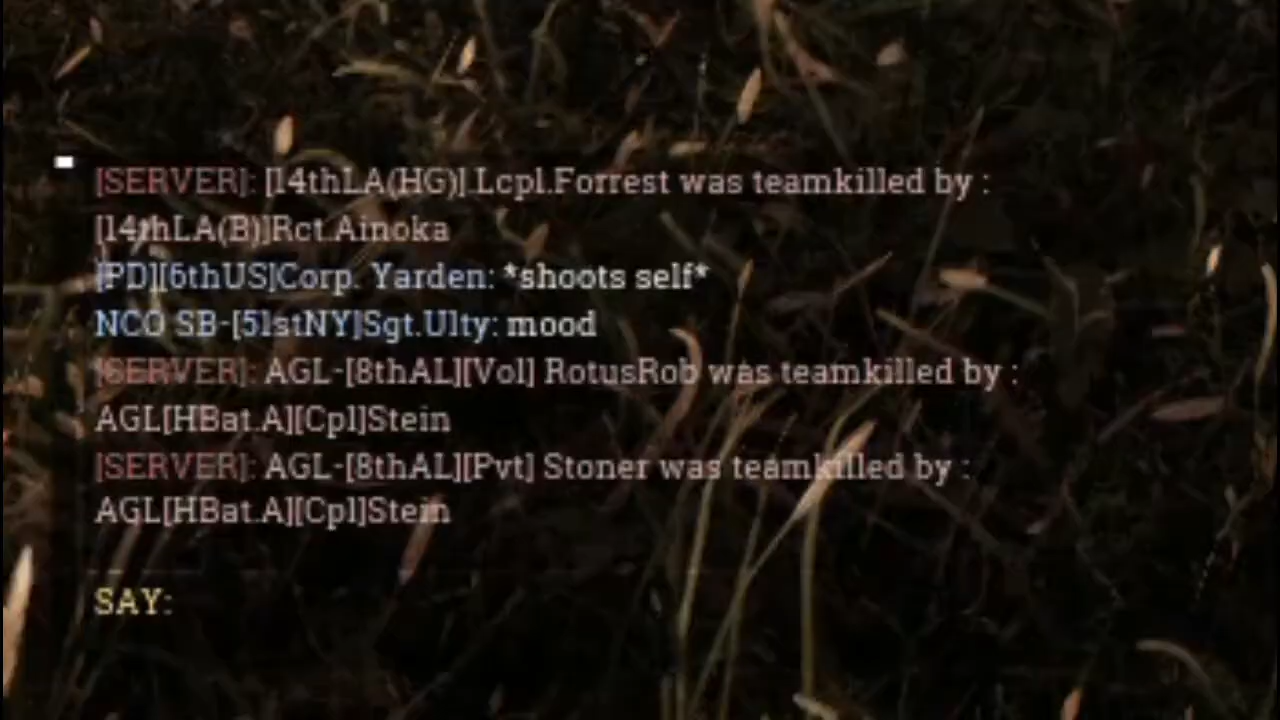 [SERVER]: [14thLA(HG)].Lcpl.Forrest was teamkilled by :
[14thLA(B)]Rct.Ainoka
[PD][6thUS]Corp. Yarden: *shoots self*
NCO SB-[51stNY]Sgt.Ulty: mood
[SERVER]: AGL-[8thAL][Vol] RotusRob was teamkilled by :
AGL[HBat.A][Cpl]Stein
[SERVER]: AGL-[8thAL][Pvt] Stoner was teamkilled by :
AGL[HBat.A][Cpl]Stein
SAY: